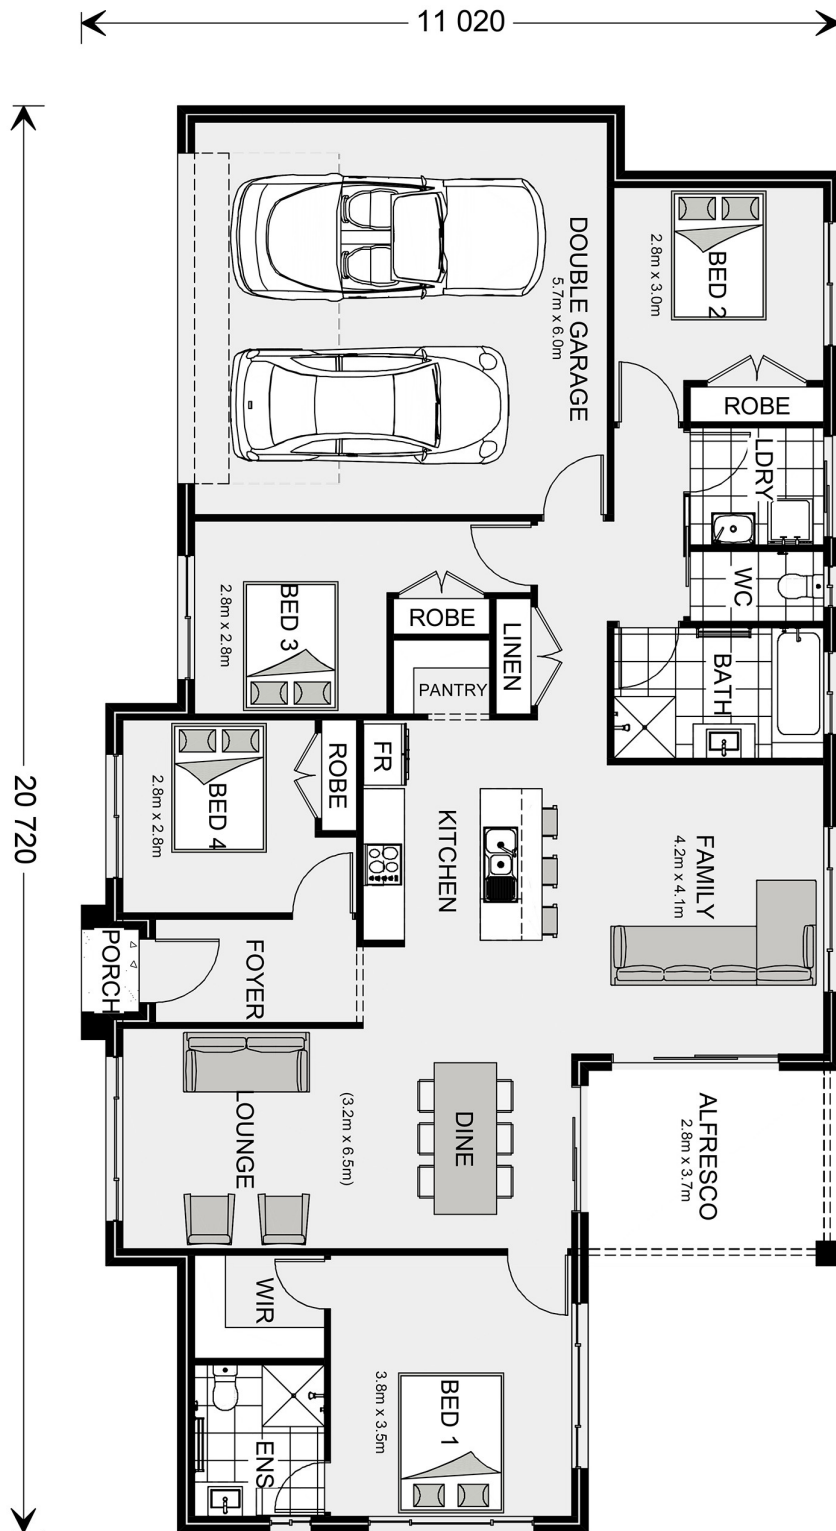 11 020
20 720
DOUBLE GARAGE
5.7m x 6.0m
BED 2
2.8m x 3.0m
ROBE
LDRY
WC
BATH
BED 3
2.8m x 2.8m
ROBE
LINEN
PANTRY
BED 4
2.8m x 2.8m
ROBE
FR
KITCHEN
FAMILY
4.2m x 4.1m
PORCH
FOYER
LOUNGE
(3.2m x 6.5m)
DINE
ALFRESCO
2.8m x 3.7m
WIR
ENS
BED 1
3.8m x 3.5m